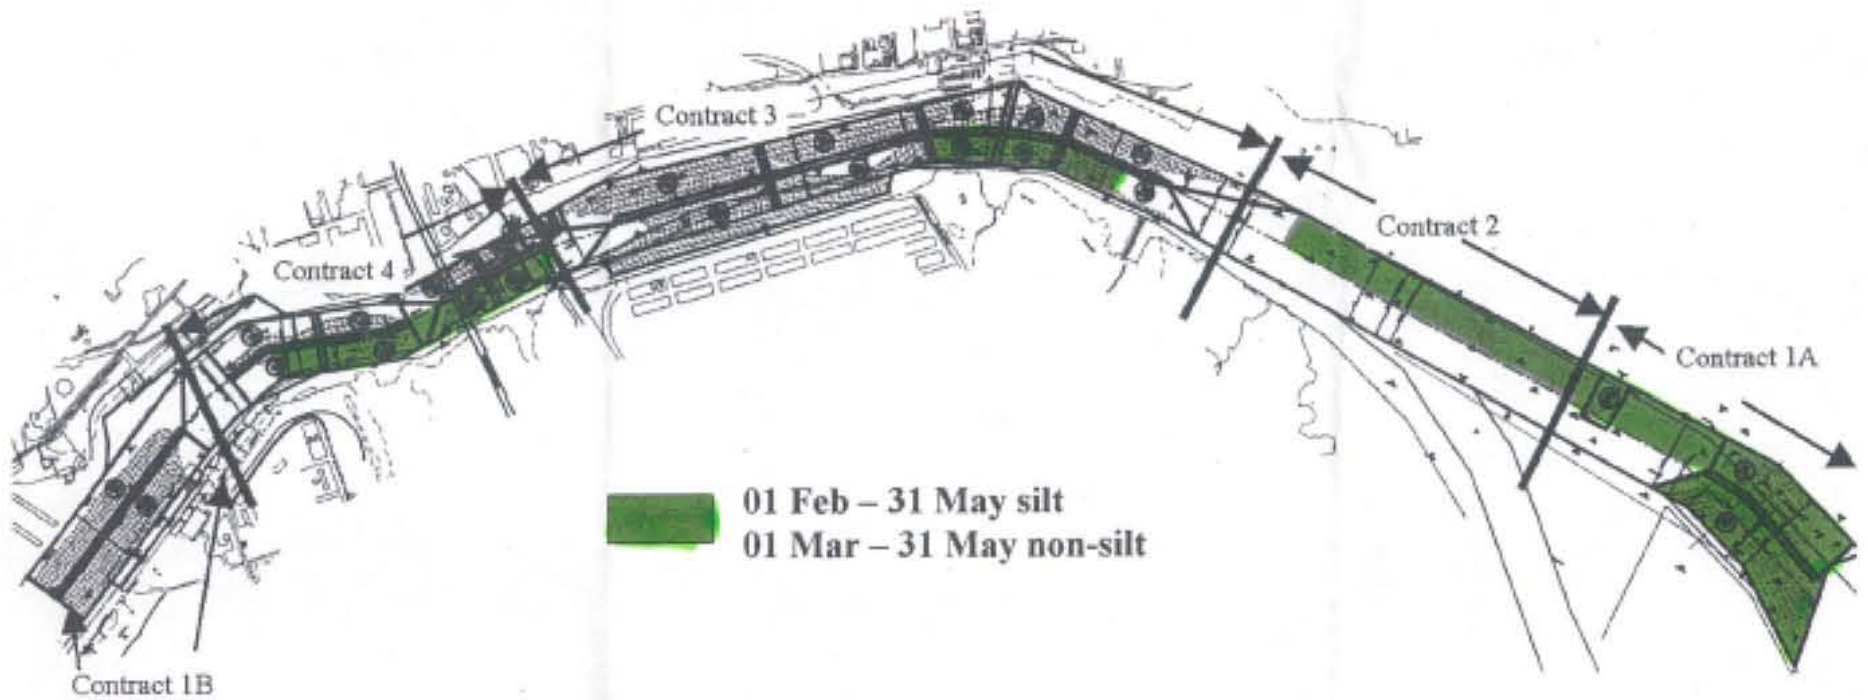 Contract 3
Contract 2
Contract 4
Contract 1A
01 Feb – 31 May silt
01 Mar – 31 May non-silt
Contract 1B